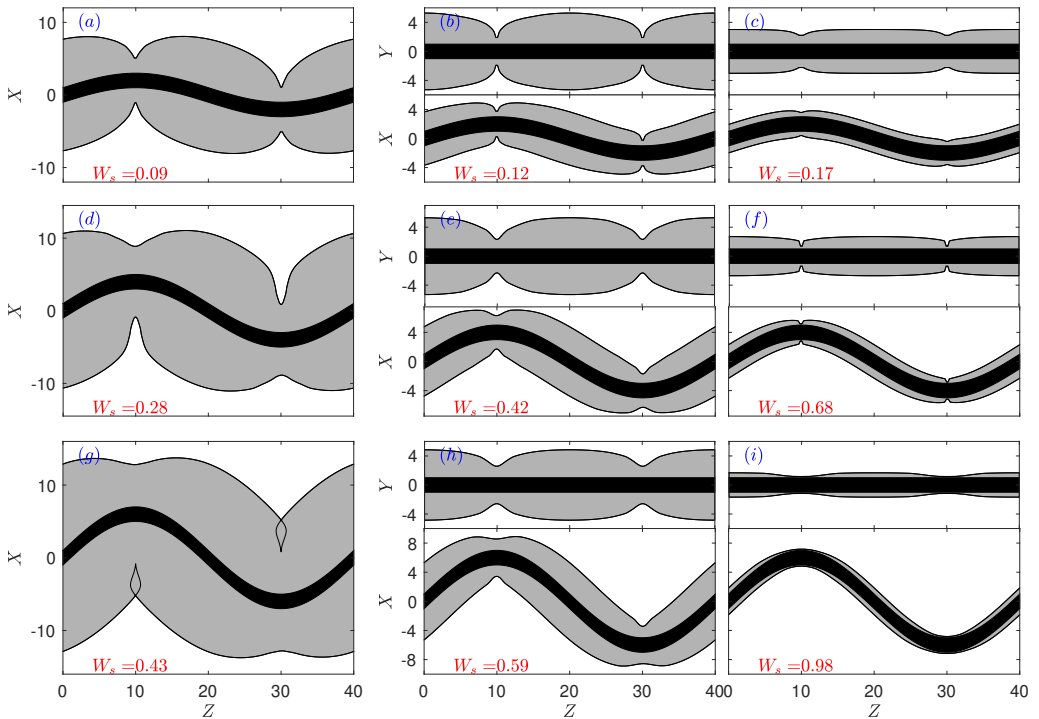 (a)
10
0
-10
X
W_s =0.09
(b)
4
0
-4
Y
4
0
-4
X
W_s =0.12
(c)
W_s =0.17
(d)
10
0
-10
X
W_s =0.28
(e)
4
0
-4
Y
4
0
-4
X
W_s =0.42
(f)
W_s =0.68
(g)
10
0
-10
X
W_s =0.43
0 10 20 30 40
Z
(h)
4
0
-4
Y
8
4
0
-4
-8
X
W_s =0.59
0 10 20 30 40
Z
(i)
W_s =0.98
0 10 20 30 40
Z